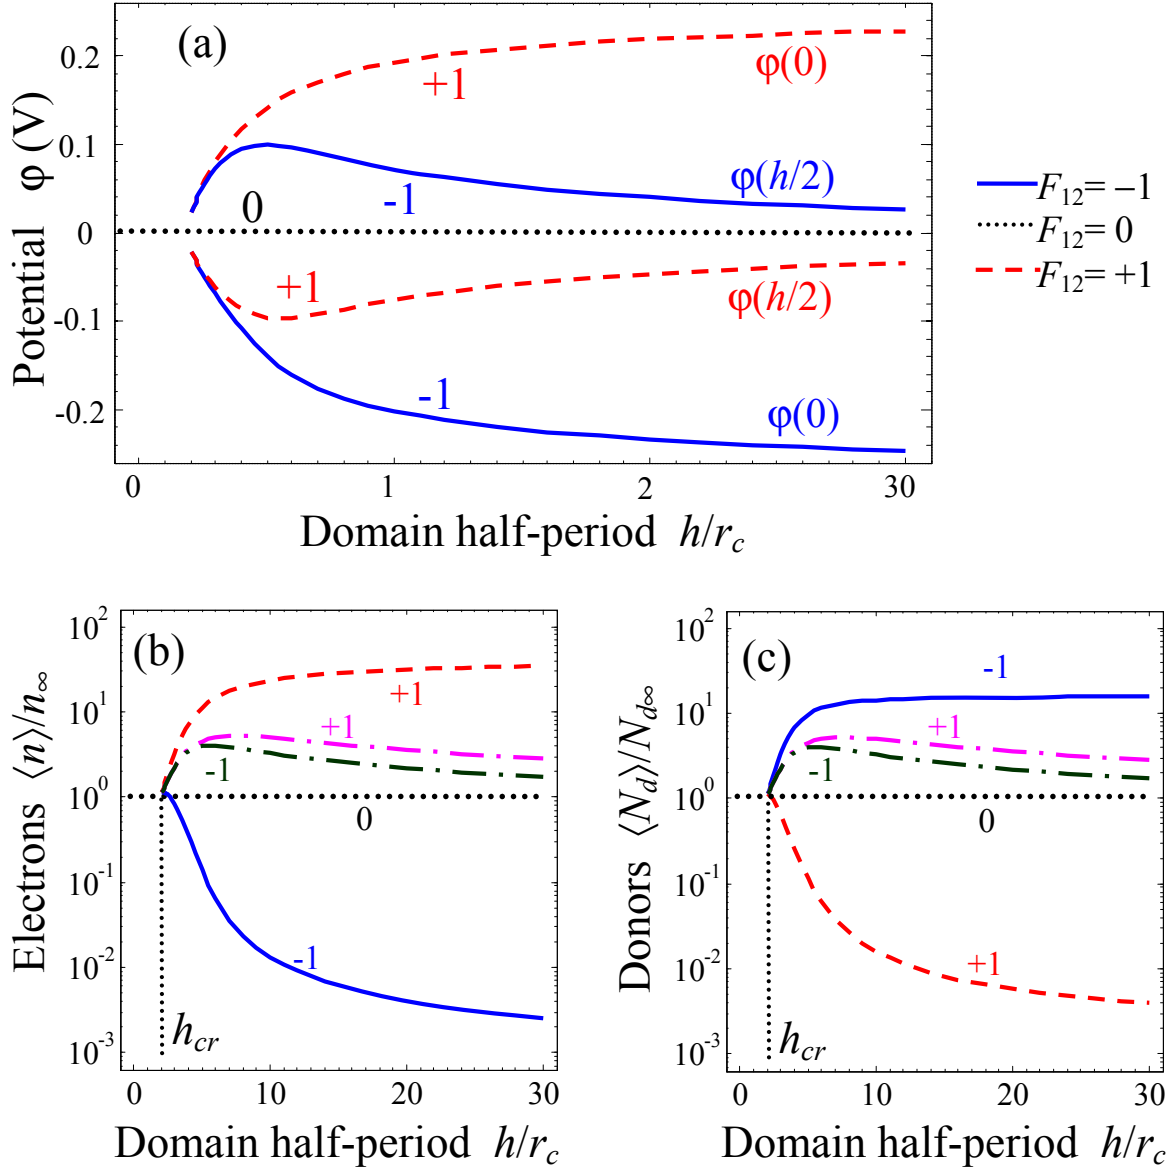 (a)
Potential φ (V)
0.2
0.1
0
-0.1
-0.2
+1
φ(0)
φ(h/2)
-1
0
+1
φ(h/2)
-1
φ(0)
F12= –1
F12= 0
F12= +1
0 1 2 30
Domain half-period h/rc
(b)
Electrons ⟨n⟩/n∞
10^2
10^1
10^0
10^-1
10^-2
10^-3
+1
+1
-1
0
-1
hcr
0 10 20 30
Domain half-period h/rc
(c)
Donors ⟨Nd⟩/Nd∞
10^2
10^1
10^0
10^-1
10^-2
10^-3
-1
+1
-1
0
+1
hcr
0 10 20 30
Domain half-period h/rc